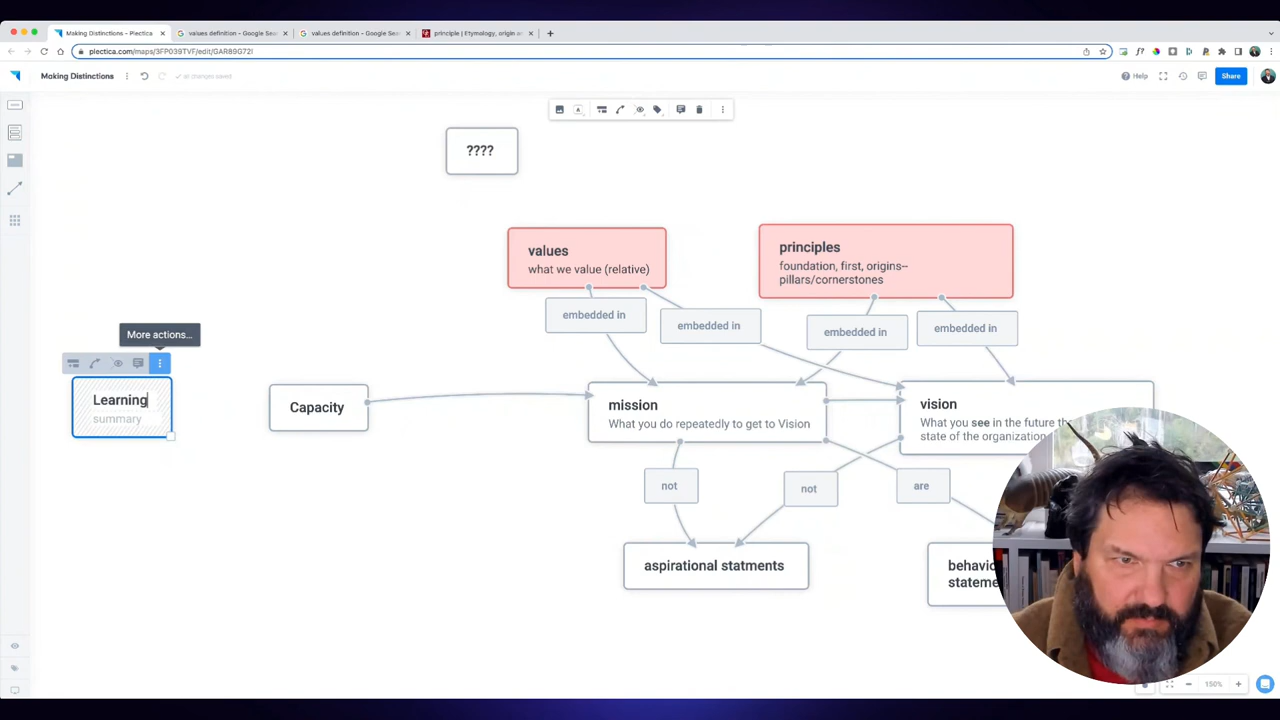 Making Distinctions - Plectica
values definition - Google Sea
values definition - Google Sea
principle | Etymology, origin a
plectica.com/maps/3FP039TVF/edit/GAR89G72I
Making Distinctions
all changes saved
Help
Share
????
values
what we value (relative)
principles
foundation, first, origins–
pillars/cornerstones
embedded in
embedded in
embedded in
embedded in
More actions...
Learning
summary
Capacity
mission
What you do repeatedly to get to Vision
vision
What you see in the future th
state of the organization
not
not
are
aspirational statments
behavio
stateme
150%